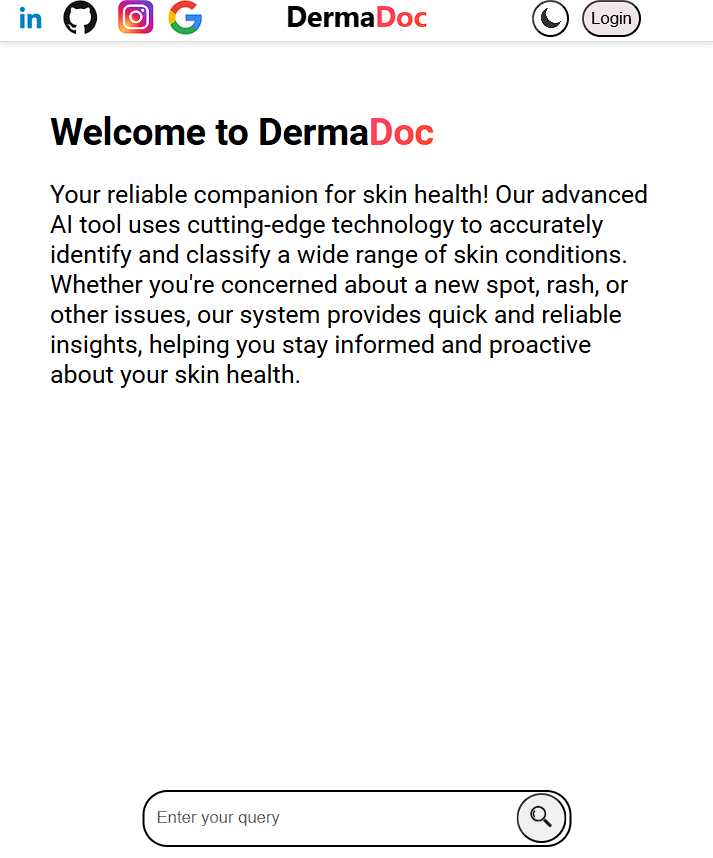 in
DermaDoc
Login
Welcome to DermaDoc
Your reliable companion for skin health! Our advanced
AI tool uses cutting-edge technology to accurately
identify and classify a wide range of skin conditions.
Whether you're concerned about a new spot, rash, or
other issues, our system provides quick and reliable
insights, helping you stay informed and proactive
about your skin health.
Enter your query